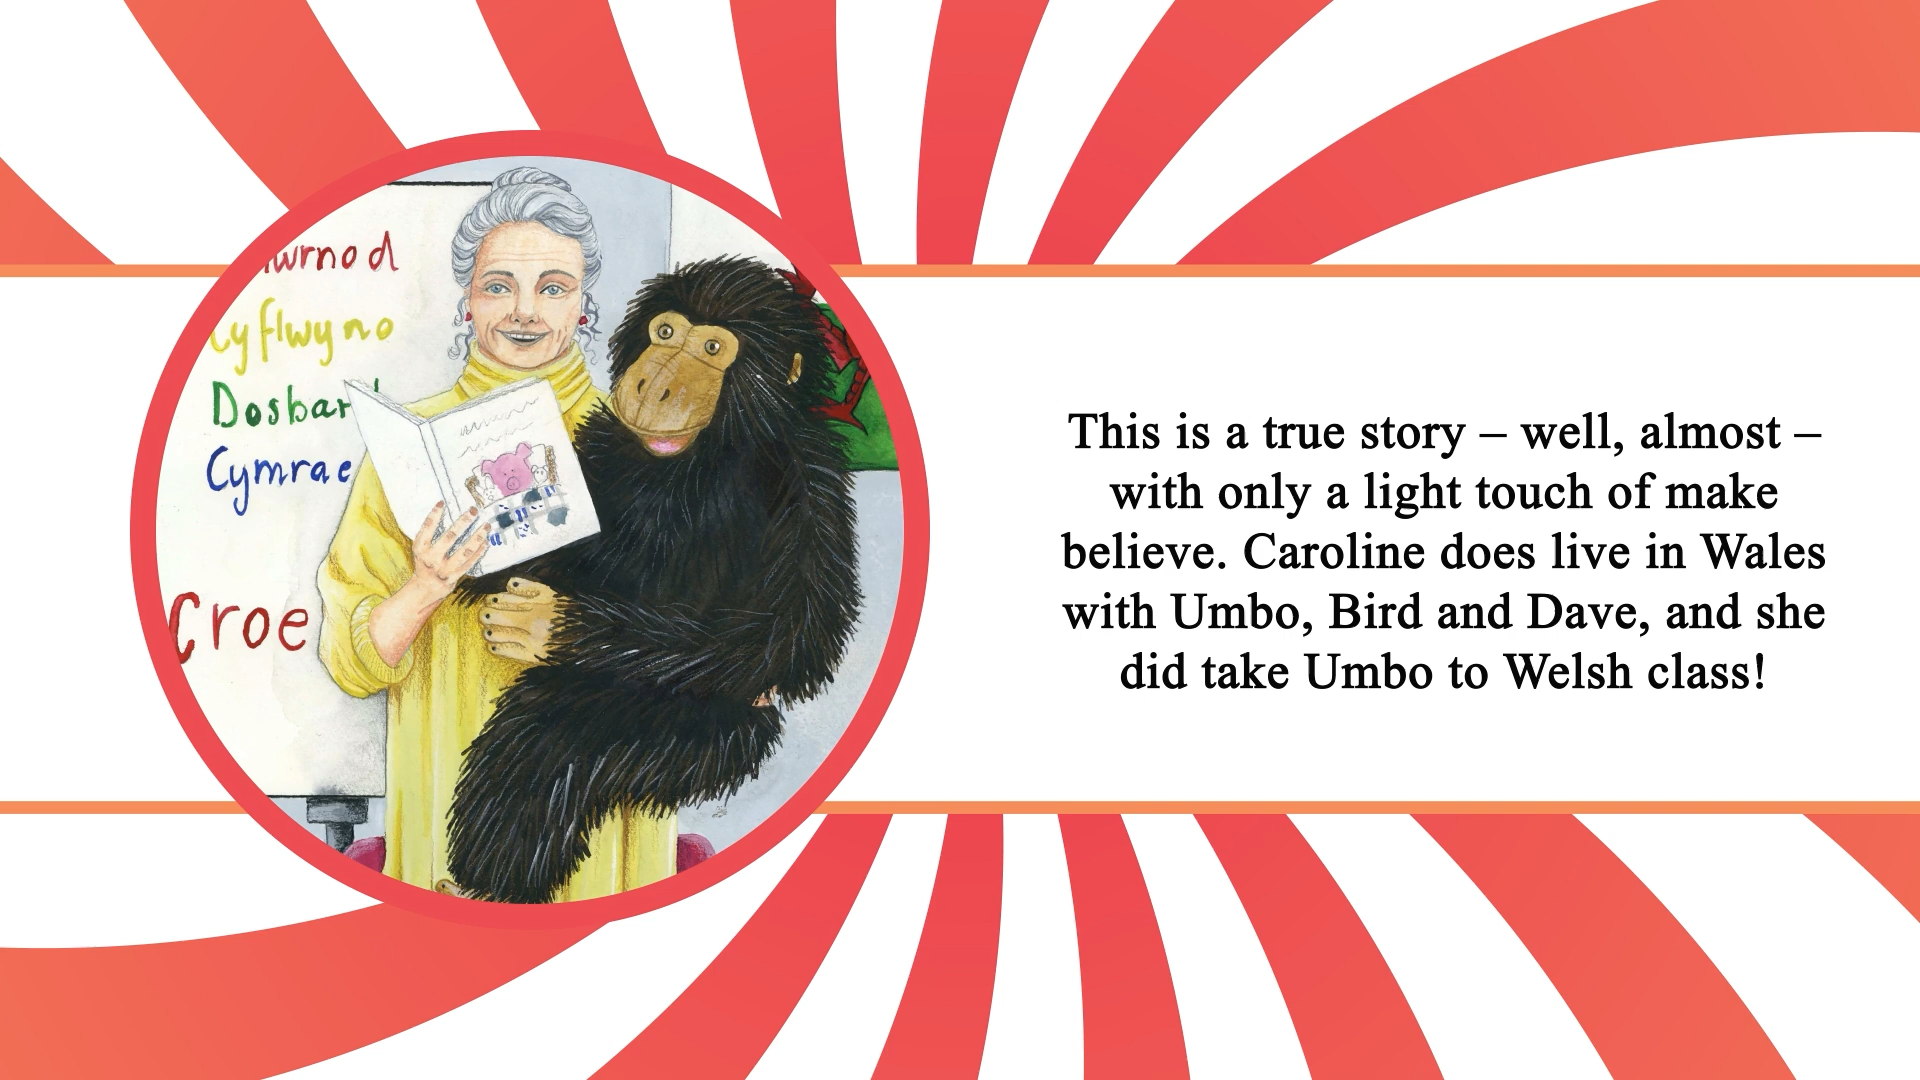 Cymrae
Croe
This is a true story – well, almost –
with only a light touch of make
believe. Caroline does live in Wales
with Umbo, Bird and Dave, and she
did take Umbo to Welsh class!